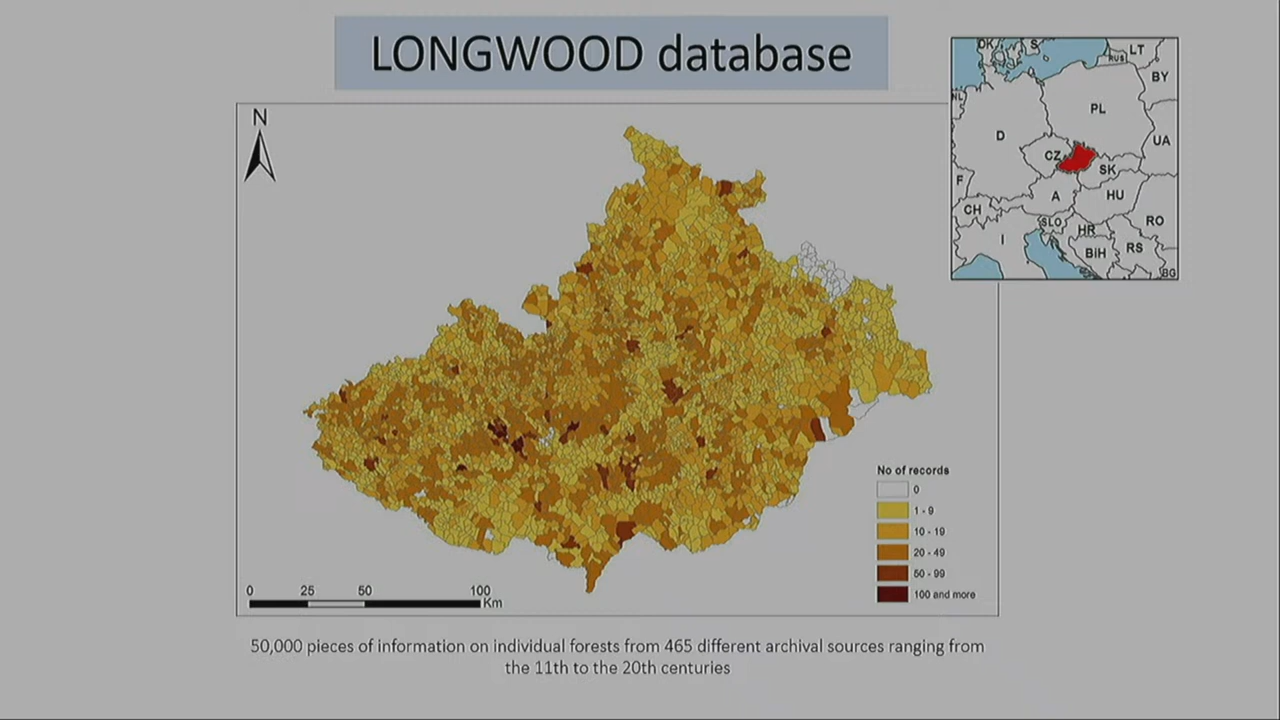 LONGWOOD database
N
DK
S
LT
RUS
BY
NL
PL
D
UA
CZ
SK
F
A
HU
CH
SLO
RO
I
HR
BiH
RS
BG
No of records
0
1 - 9
10 - 19
20 - 49
50 - 99
100 and more
0 25 50 100
Km
50,000 pieces of information on individual forests from 465 different archival sources ranging from
the 11th to the 20th centuries